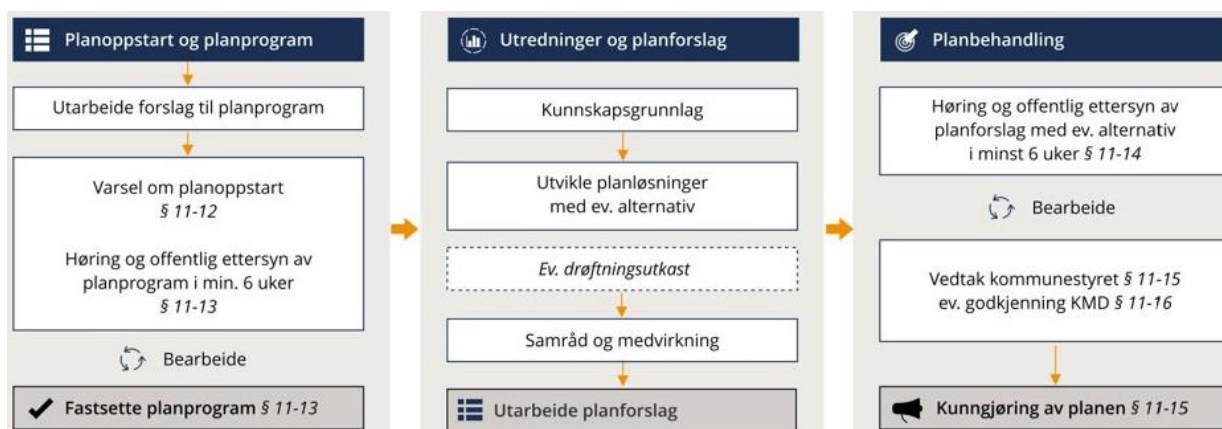 Planoppstart og planprogram
Utarbeide forslag til planprogram
Varsel om planoppstart
§ 11-12
Høring og offentlig ettersyn av
planprogram i min. 6 uker
§ 11-13
Bearbeide
Fastsette planprogram § 11-13
Utredninger og planforslag
Kunnskapsgrunnlag
Utvikle planløsninger
med ev. alternativ
Ev. drøftningsutkast
Samråd og medvirkning
Utarbeide planforslag
Planbehandling
Høring og offentlig ettersyn av
planforslag med ev. alternativ
i minst 6 uker § 11-14
Bearbeide
Vedtak kommunestyret § 11-15
ev. godkjenning KMD § 11-16
Kunngjøring av planen § 11-15